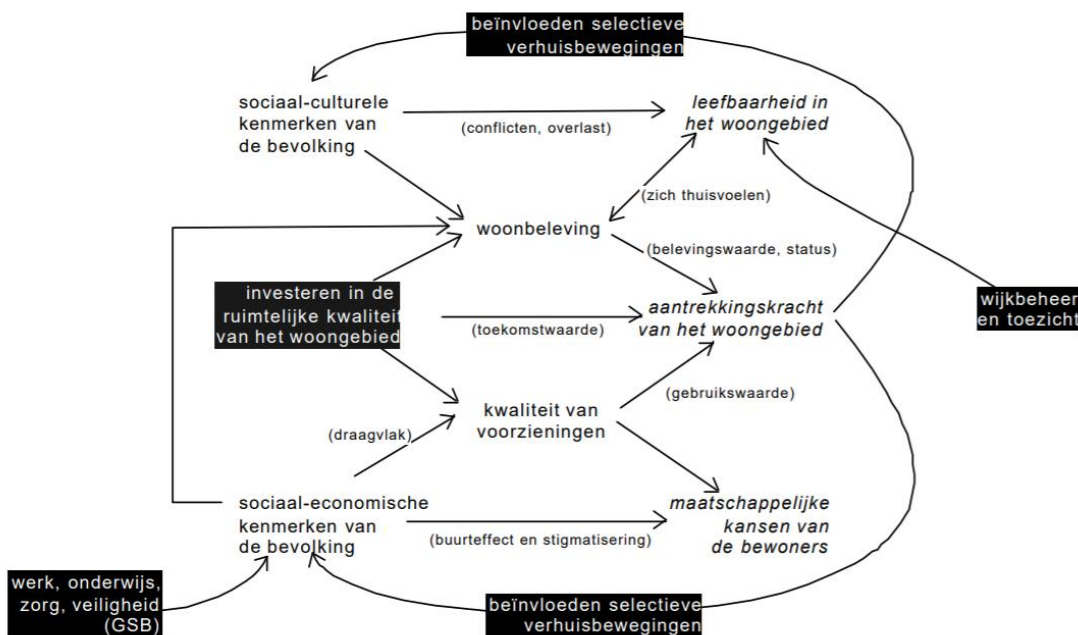 beïnvloeden selectieve
verhuisbewegingen
sociaal-culturele
kenmerken van
de bevolking
(conflicten, overlast)
leefbaarheid in
het woongebied
(zich thuisvoelen)
woonbeleving
(belevingswaarde, status)
investeren in de
ruimtelijke kwaliteit
van het woongebied
(toekomstwaarde)
aantrekkingskracht
van het woongebied
wijkbeheer
en toezicht
(gebruikswaarde)
kwaliteit van
voorzieningen
(draagvlak)
sociaal-economische
kenmerken van
de bevolking
(buurteffect en stigmatisering)
maatschappelijke
kansen van
de bewoners
werk, onderwijs,
zorg, veiligheid
(GSB)
beïnvloeden selectieve
verhuisbewegingen